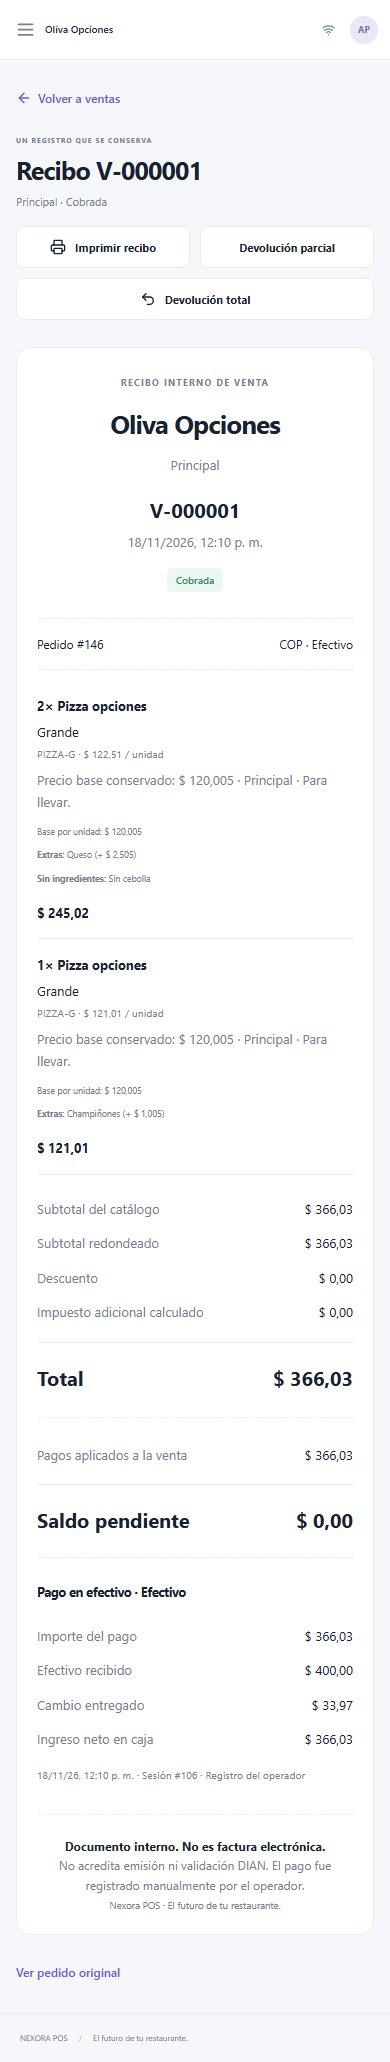 Oliva Opciones
AP
Volver a ventas
UN REGISTRO QUE SE CONSERVA
Recibo V-000001
Principal · Cobrada
Imprimir recibo
Devolución parcial
Devolución total
RECIBO INTERNO DE VENTA
Oliva Opciones
Principal
V-000001
18/11/2026, 12:10 p. m.
Cobrada
Pedido #146 COP · Efectivo
2× Pizza opciones
Grande
PIZZA-G · $ 122,51 / unidad
Precio base conservado: $ 120,005 · Principal · Para
llevar.
Base por unidad: $ 120,005
Extras: Queso (+ $ 2,505)
Sin ingredientes: Sin cebolla
$ 245,02
1× Pizza opciones
Grande
PIZZA-G · $ 121,01 / unidad
Precio base conservado: $ 120,005 · Principal · Para
llevar.
Base por unidad: $ 120,005
Extras: Champiñones (+ $ 1,005)
$ 121,01
Subtotal del catálogo $ 366,03
Subtotal redondeado $ 366,03
Descuento $ 0,00
Impuesto adicional calculado $ 0,00
Total $ 366,03
Pagos aplicados a la venta $ 366,03
Saldo pendiente $ 0,00
Pago en efectivo · Efectivo
Importe del pago $ 366,03
Efectivo recibido $ 400,00
Cambio entregado $ 33,97
Ingreso neto en caja $ 366,03
18/11/26, 12:10 p. m. · Sesión #106 · Registro del operador
Documento interno. No es factura electrónica.
No acredita emisión ni validación DIAN. El pago fue
registrado manualmente por el operador.
Nexora POS · El futuro de tu restaurante.
Ver pedido original
NEXORA POS / El futuro de tu restaurante.